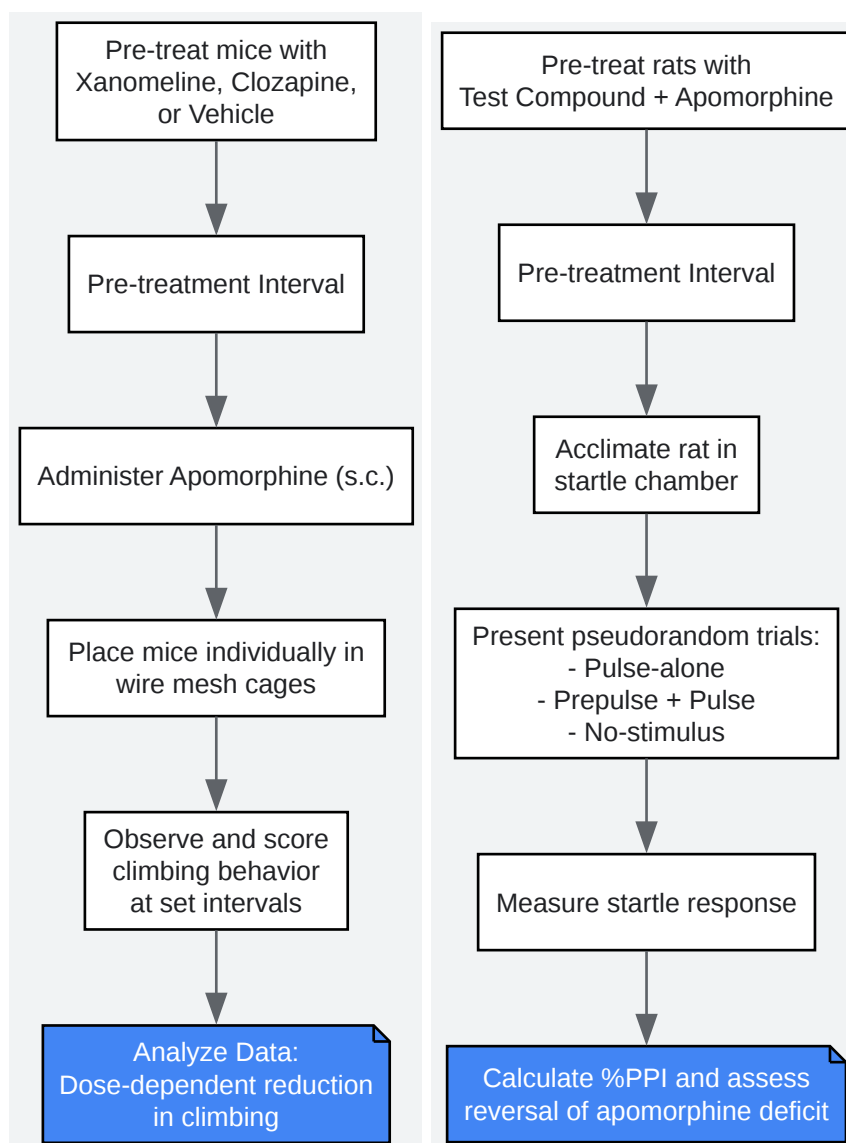 Pre-treat mice with
Xanomeline, Clozapine,
or Vehicle
Pre-treatment Interval
Administer Apomorphine (s.c.)
Place mice individually in
wire mesh cages
Observe and score
climbing behavior
at set intervals
Analyze Data:
Dose-dependent reduction
in climbing
Pre-treat rats with
Test Compound + Apomorphine
Pre-treatment Interval
Acclimate rat in
startle chamber
Present pseudorandom trials:
- Pulse-alone
- Prepulse + Pulse
- No-stimulus
Measure startle response
Calculate %PPI and assess
reversal of apomorphine deficit